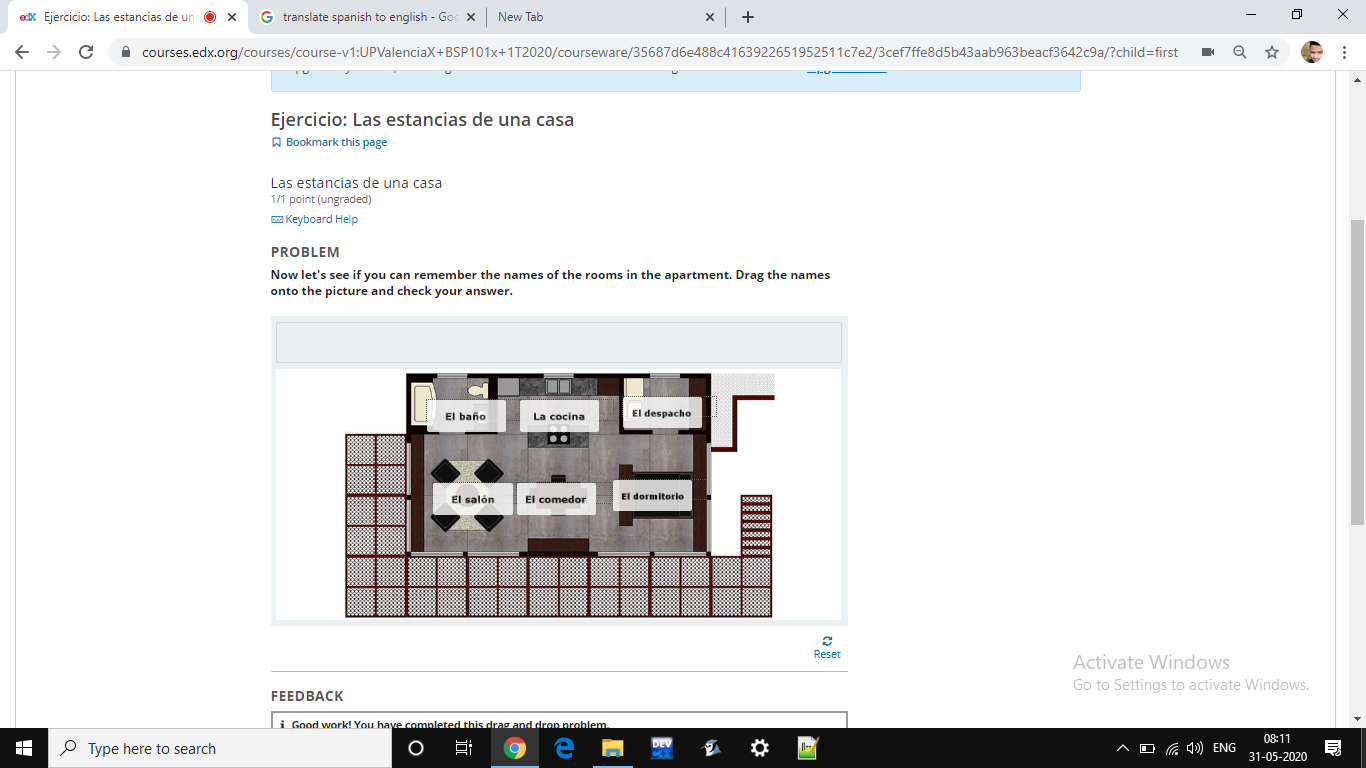 Ejercicio: Las estancias de un
translate spanish to english - Goo
New Tab
courses.edx.org/courses/course-v1:UPValenciaX+BSP101x+1T2020/courseware/35687d6e488c4163922651952511c7e2/3cef7ffe8d5b43aab963beacf3642c9a/?child=first
Ejercicio: Las estancias de una casa
Bookmark this page
Las estancias de una casa
1/1 point (ungraded)
Keyboard Help
PROBLEM
Now let's see if you can remember the names of the rooms in the apartment. Drag the names
onto the picture and check your answer.
El baño
La cocina
El despacho
El salón
El comedor
El dormitorio
Reset
Activate Windows
Go to Settings to activate Windows.
FEEDBACK
Good work! You have completed this drag and drop problem.
Type here to search
DEV
ENG
08:11
31-05-2020